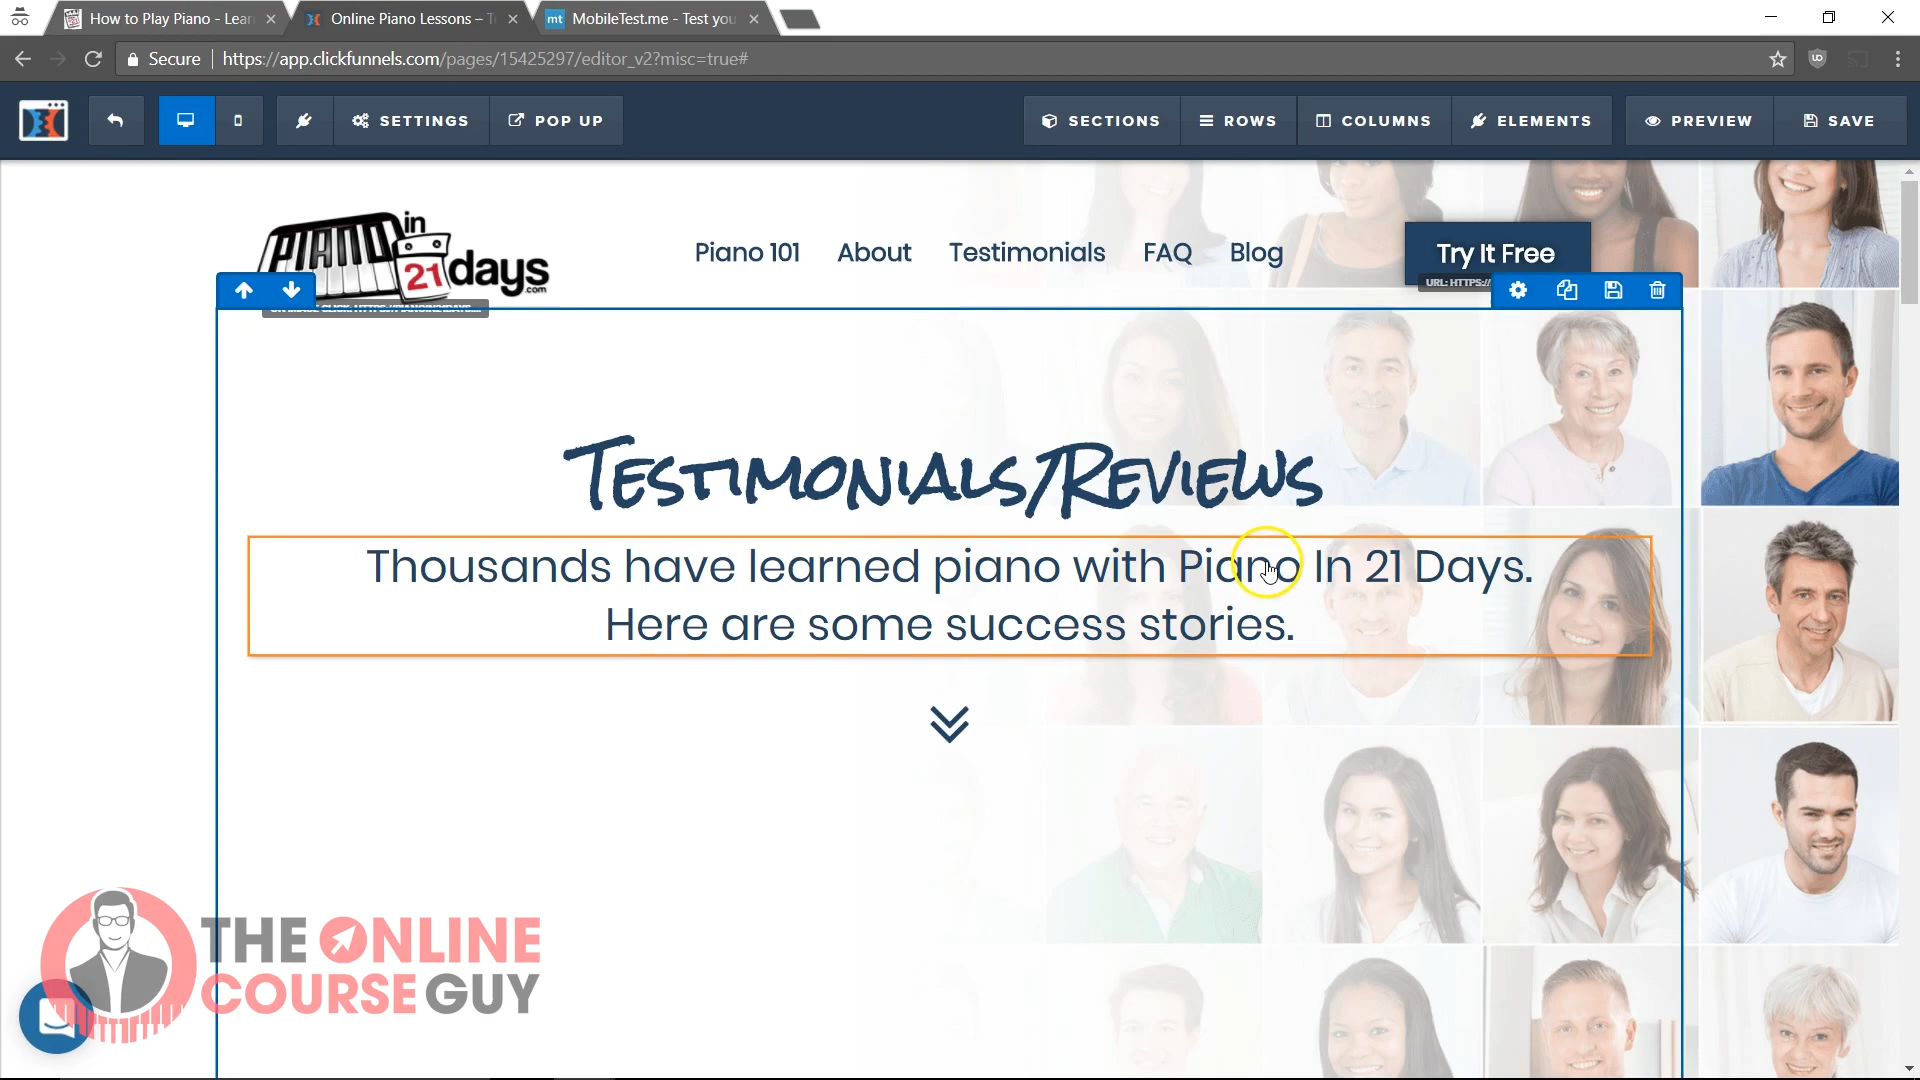 How to Play Piano - Lear
Online Piano Lessons – T
mt MobileTest.me - Test you
Secure https://app.clickfunnels.com/pages/15425297/editor_v2?misc=true#
SETTINGS
POP UP
SECTIONS
ROWS
COLUMNS
ELEMENTS
PREVIEW
SAVE
PIANO in 21 days .com
Piano 101 About Testimonials FAQ Blog
Try It Free
URL: HTTPS:/
TESTIMONIALS/REVIEWS
Thousands have learned piano with Piano In 21 Days.
Here are some success stories.
THE ONLINE
COURSE GUY